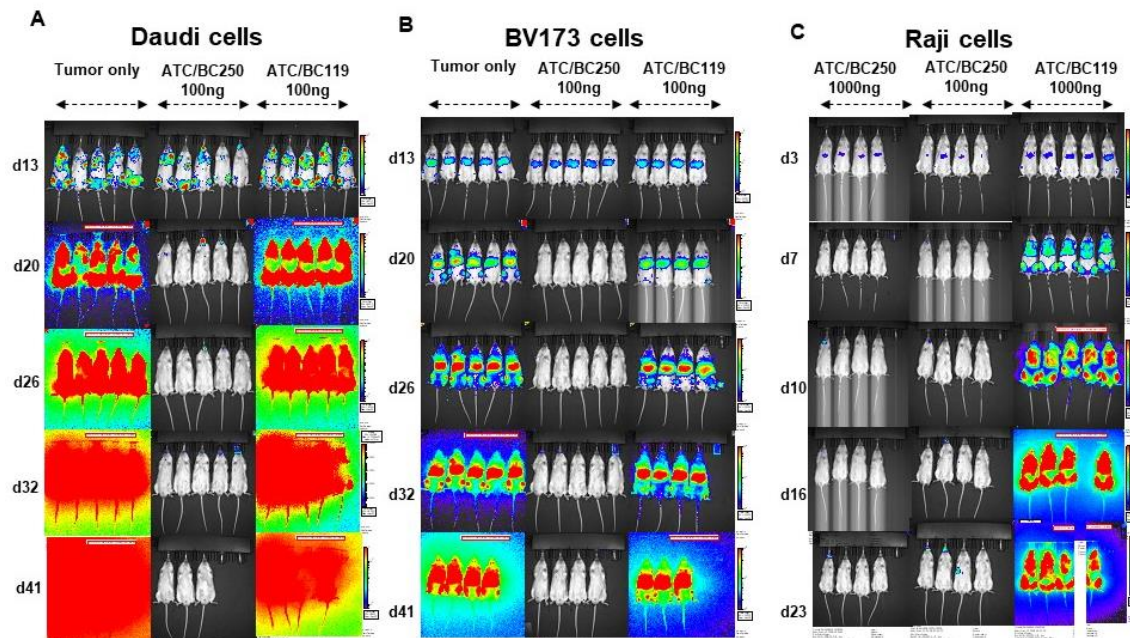 A
Daudi cells
Tumor only
ATC/BC250
100ng
ATC/BC119
100ng
d13
d20
d26
d32
d41
B
BV173 cells
Tumor only
ATC/BC250
100ng
ATC/BC119
100ng
d13
d20
d26
d32
d41
C
Raji cells
ATC/BC250
1000ng
ATC/BC250
100ng
ATC/BC119
1000ng
d3
d7
d10
d16
d23